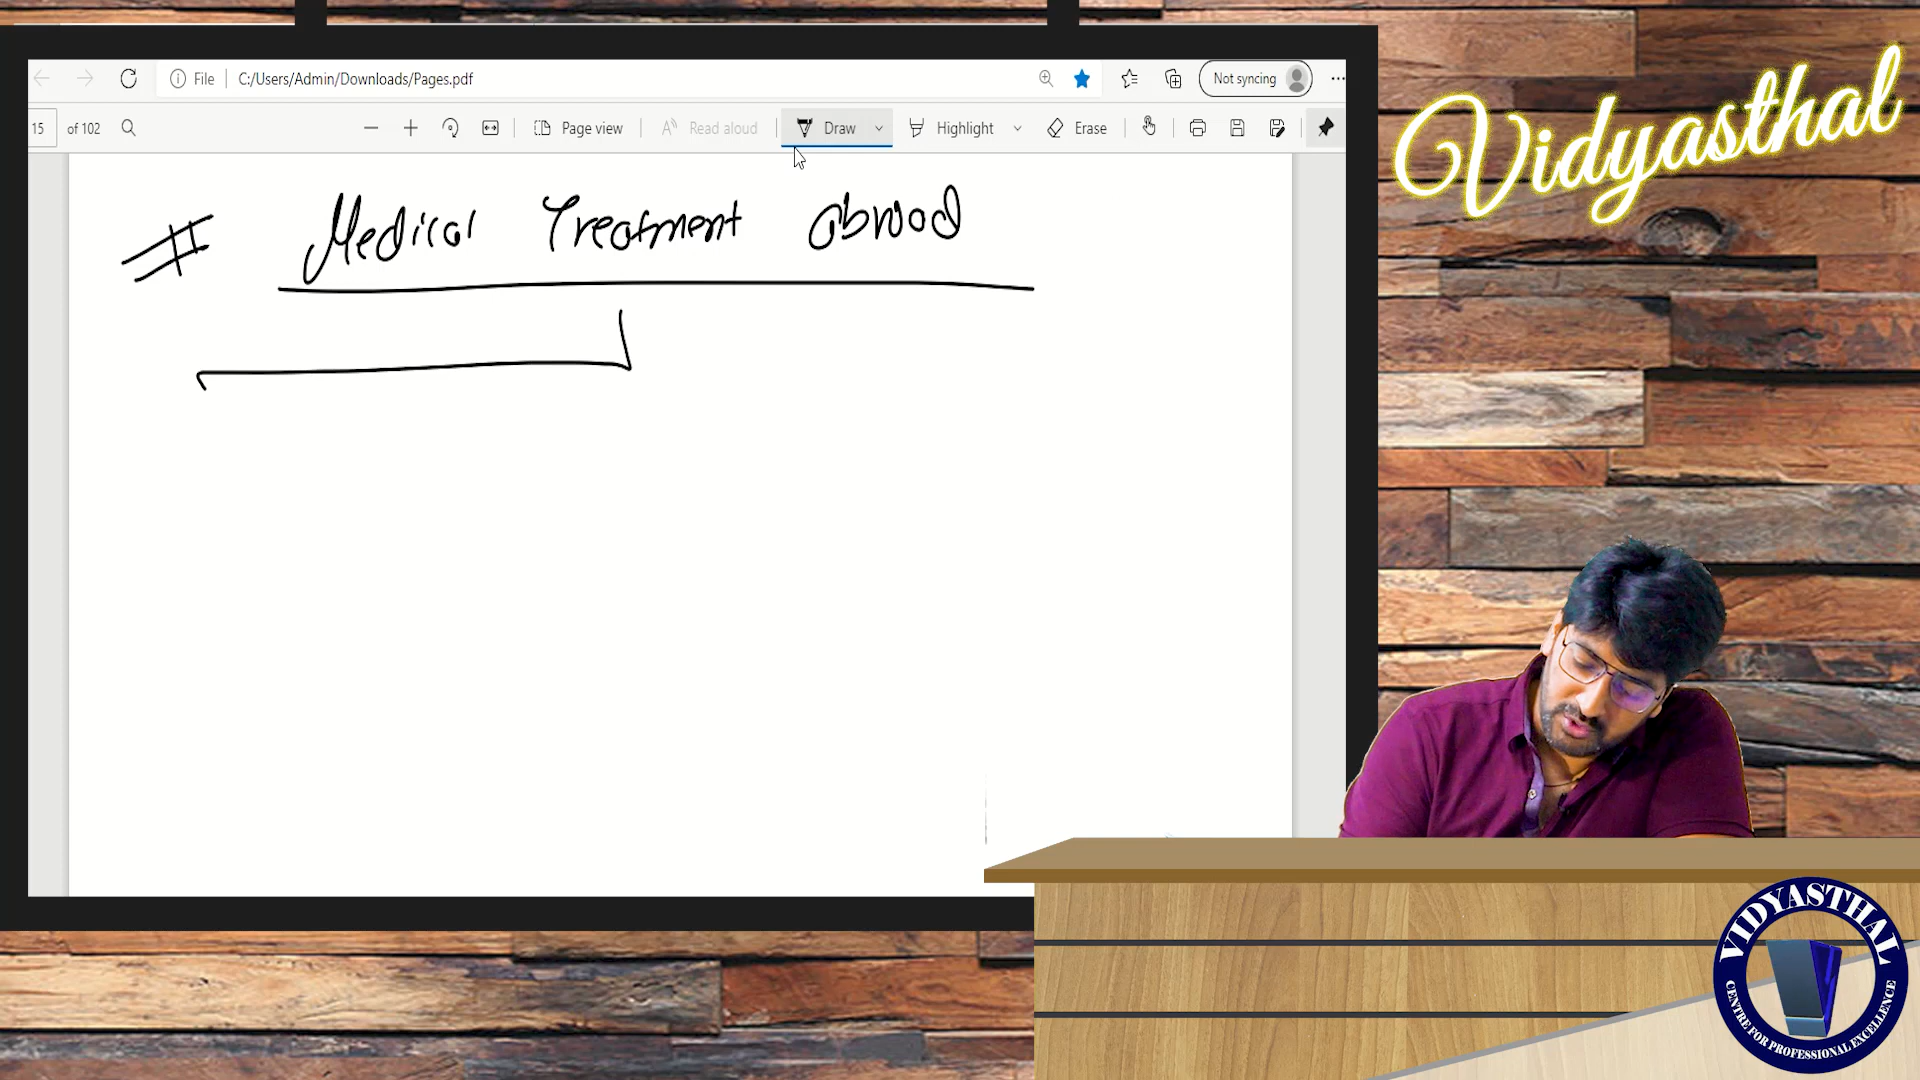 File C:/Users/Admin/Downloads/Pages.pdf Not syncing
15 of 102 Page view Read aloud Draw Highlight Erase
# Medical Treatment abroad
Vidyasthal
VIDYASTHAL
CENTRE FOR PROFESSIONAL EXCELLENCE